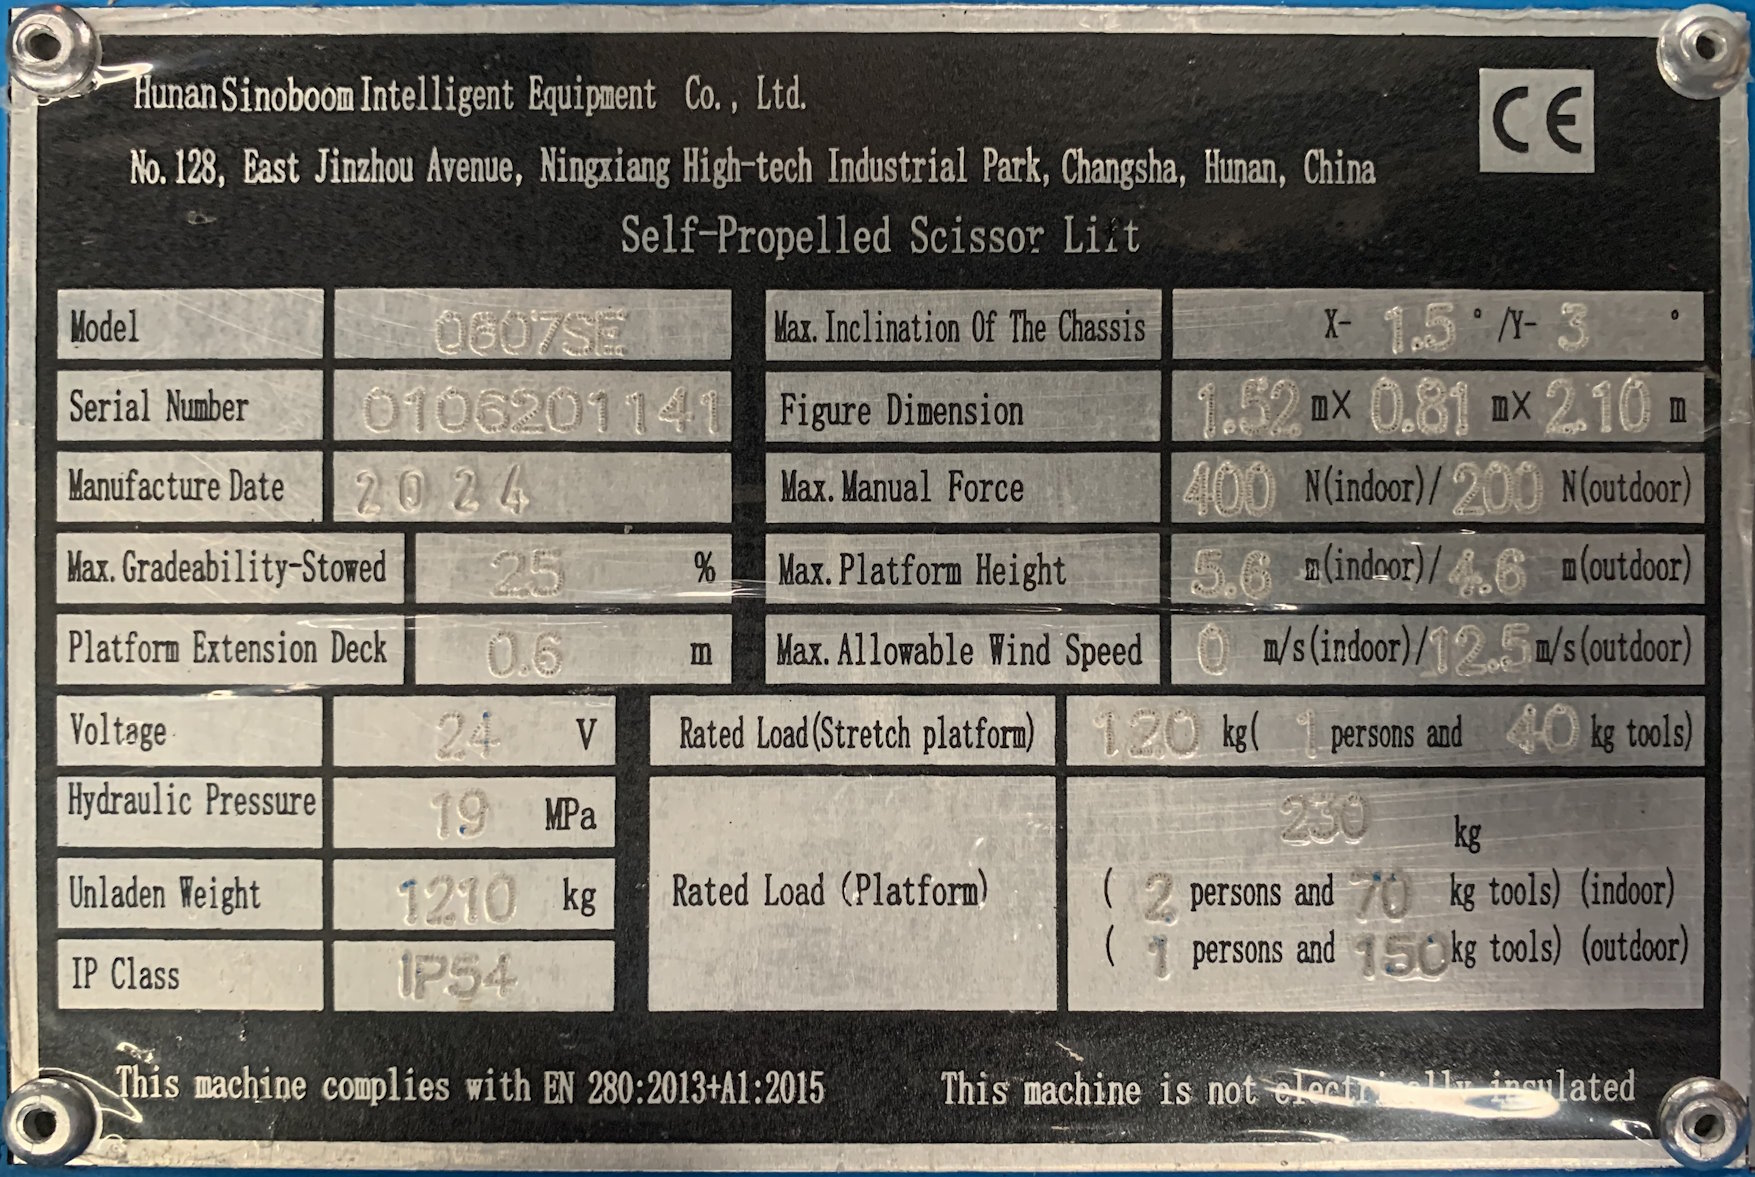 Hunan Sinoboom Intelligent Equipment Co., Ltd.
CE
No. 128, East Jinzhou Avenue, Ningxiang High-tech Industrial Park, Changsha, Hunan, China
Self-Propelled Scissor Lift
Model 0607SE
Max. Inclination Of The Chassis X- 1.5 ° /Y- 3 °
Serial Number 0106201141
Figure Dimension 1.52 m× 0.81 m× 2.10 m
Manufacture Date 2024
Max. Manual Force 400 N(indoor)/ 200 N(outdoor)
Max. Gradeability-Stowed 25 %
Max. Platform Height 5.6 m(indoor)/ 4.6 m(outdoor)
Platform Extension Deck 0.6 m
Max. Allowable Wind Speed 0 m/s(indoor)/12.5 m/s(outdoor)
Voltage 24 V
Rated Load(Stretch platform) 120 kg( 1 persons and 40 kg tools)
Hydraulic Pressure 19 MPa
Unladen Weight 1210 kg
IP Class IP54
Rated Load (Platform) 230 kg
( 2 persons and 70 kg tools) (indoor)
( 1 persons and 150 kg tools) (outdoor)
This machine complies with EN 280:2013+A1:2015
This machine is not electrically insulated